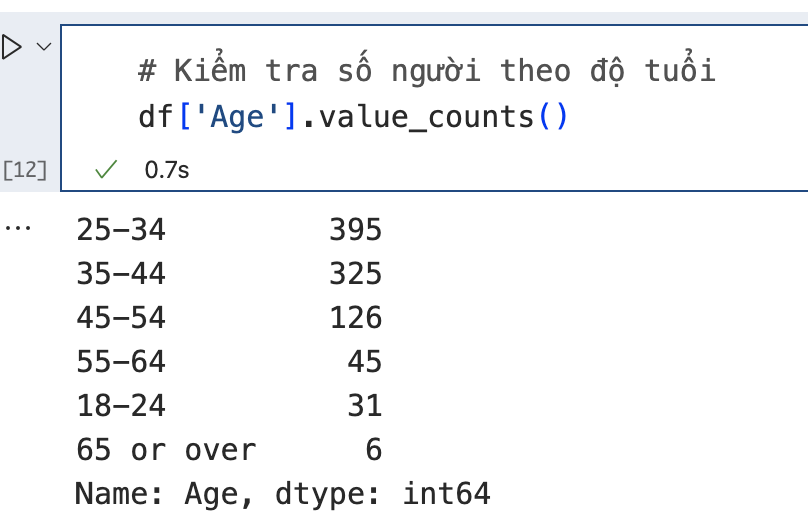 # Kiểm tra số người theo độ tuổi
df['Age'].value_counts()
[12] 0.7s
... 25-34 395
35-44 325
45-54 126
55-64 45
18-24 31
65 or over 6
Name: Age, dtype: int64